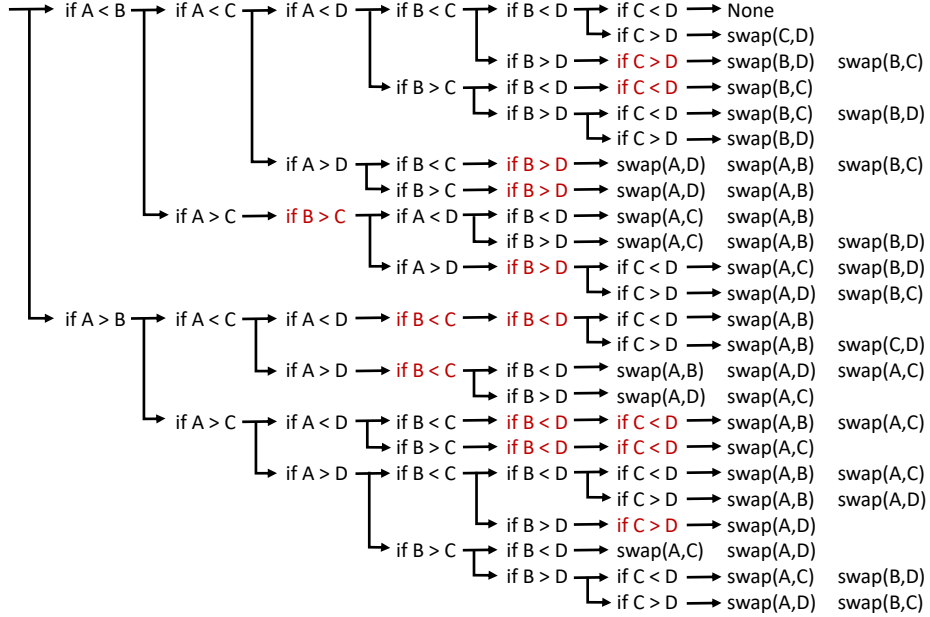 if A < B if A < C if A < D if B < C if B < D if C < D None
if C > D swap(C,D)
if B > D if C > D swap(B,D) swap(B,C)
if B > C if B < D if C < D swap(B,C)
if B > D if C < D swap(B,C) swap(B,D)
if C > D swap(B,D)
if A > D if B < C if B > D swap(A,D) swap(A,B) swap(B,C)
if B > C if B > D swap(A,D) swap(A,B)
if A > C if B > C if A < D if B < D swap(A,C) swap(A,B)
if B > D swap(A,C) swap(A,B) swap(B,D)
if A > D if B > D if C < D swap(A,C) swap(B,D)
if C > D swap(A,D) swap(B,C)
if A > B if A < C if A < D if B < C if B < D if C < D swap(A,B)
if C > D swap(A,B) swap(C,D)
if A > D if B < C if B < D swap(A,B) swap(A,D) swap(A,C)
if B > D swap(A,D) swap(A,C)
if A > C if A < D if B < C if B < D if C < D swap(A,B) swap(A,C)
if B > C if B < D if C < D swap(A,C)
if A > D if B < C if B < D if C < D swap(A,B) swap(A,C)
if C > D swap(A,B) swap(A,D)
if B > D if C > D swap(A,D)
if B > C if B < D swap(A,C) swap(A,D)
if B > D if C < D swap(A,C) swap(B,D)
if C > D swap(A,D) swap(B,C)